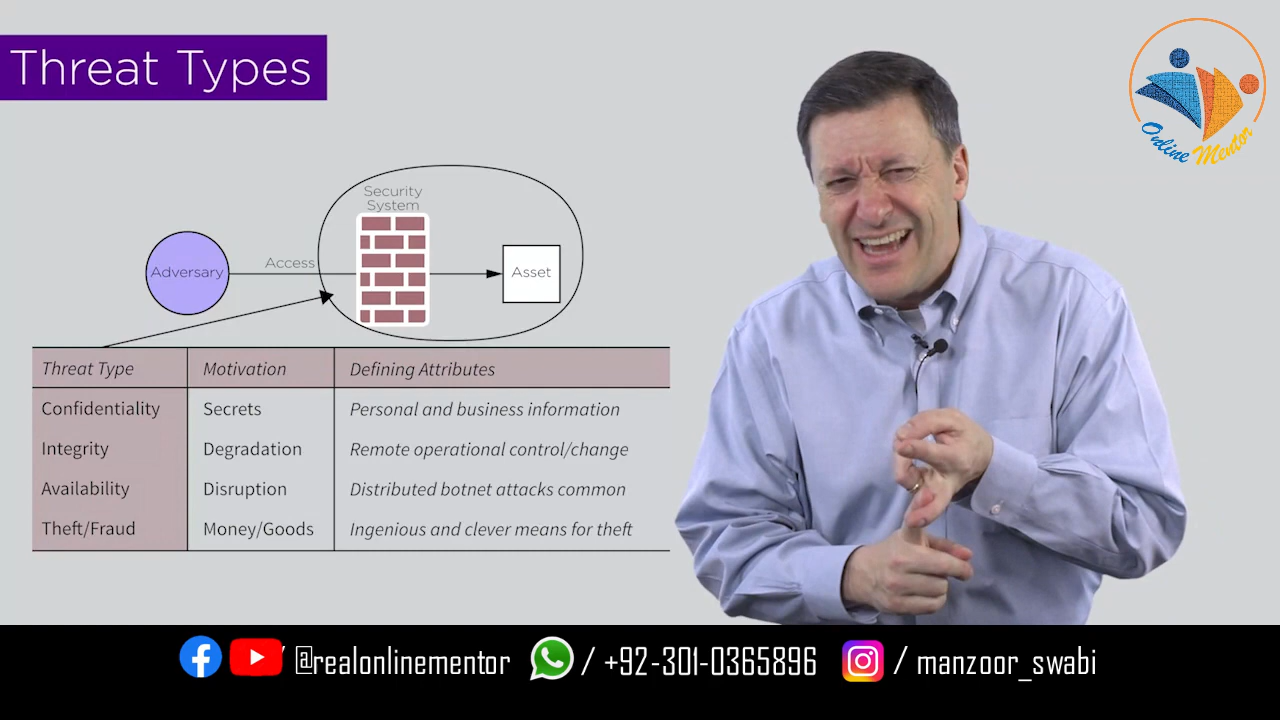 Threat Types
Online Mentor
Security
System
Adversary
Access
Asset
Threat Type Motivation Defining Attributes
Confidentiality Secrets Personal and business information
Integrity Degradation Remote operational control/change
Availability Disruption Distributed botnet attacks common
Theft/Fraud Money/Goods Ingenious and clever means for theft
/ @realonlinementor / +92-301-0365896 / manzoor_swabi